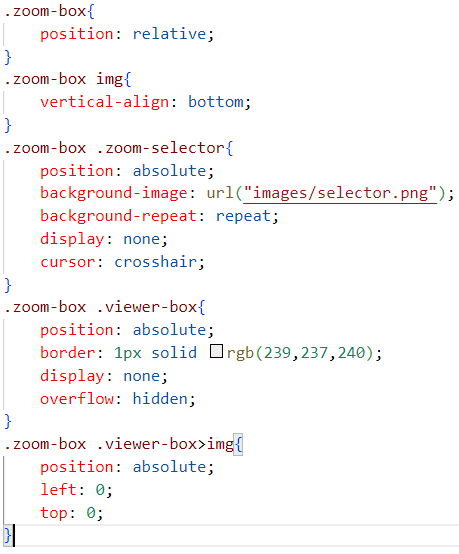 .zoom-box{
    position: relative;
}
.zoom-box img{
    vertical-align: bottom;
}
.zoom-box .zoom-selector{
    position: absolute;
    background-image: url("images/selector.png");
    background-repeat: repeat;
    display: none;
    cursor: crosshair;
}
.zoom-box .viewer-box{
    position: absolute;
    border: 1px solid rgb(239,237,240);
    display: none;
    overflow: hidden;
}
.zoom-box .viewer-box>img{
    position: absolute;
    left: 0;
    top: 0;
}